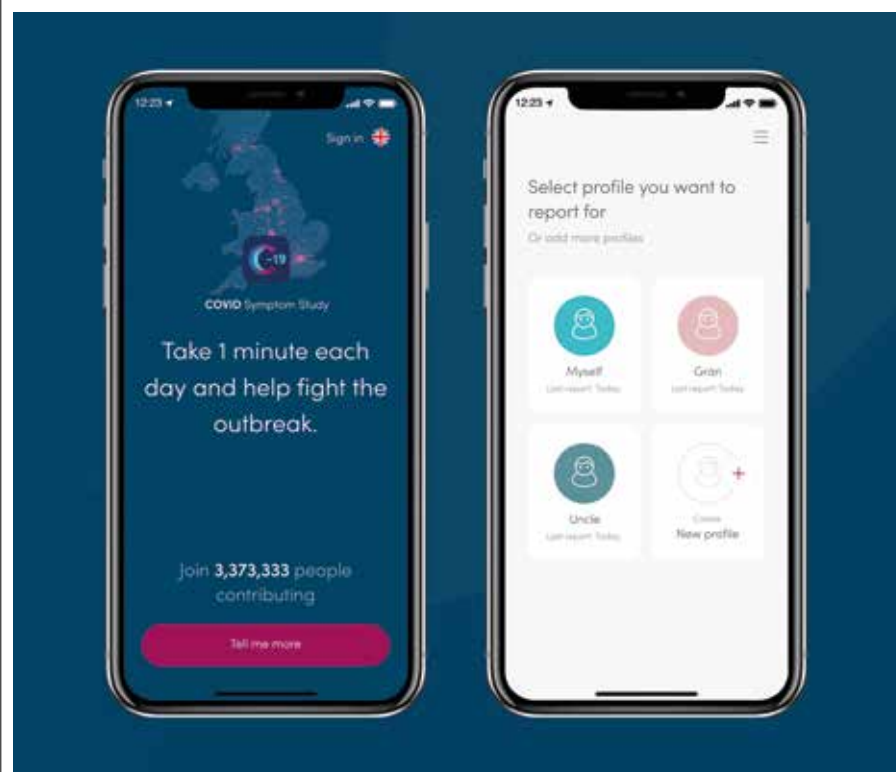 12:23
Sign in
C-19
COVID Symptom Study
Take 1 minute each
day and help fight the
outbreak.
Join 3,373,333 people
contributing
Tell me more
12:23
Select profile you want to
report for
Or add more profiles
Myself
Last report: Today
Gran
Last report: Today
Uncle
Last report: Today
Create
New profile